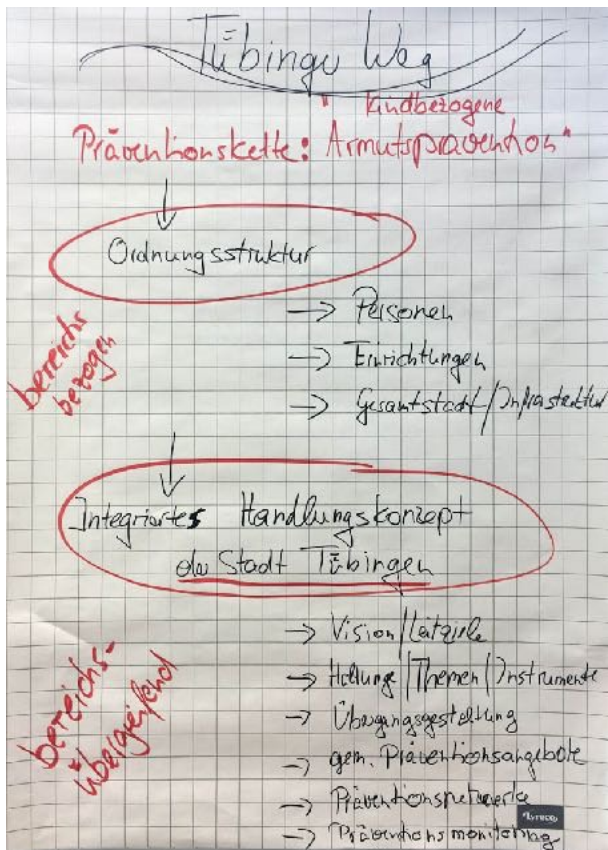 Tübinger Weg
"Kindbezogene
Präventionskette: Armutsprävention"
Ordnungsstruktur
→ Personen
→ Einrichtungen
→ Gesamtstadt/Infrastruktur
bereichs
bezogen
Integriertes Handlungskonzept
der Stadt Tübingen
→ Vision/Leitziele
→ Haltung/Themen/Instrumente
→ Übergangsgestaltung
→ gem. Präventionsangebote
→ Präventionsnetzwerke
→ Präventionsmonitoring
bereichs-
übergreifend